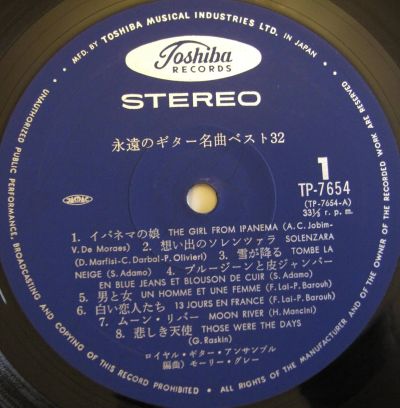 MFD. BY TOSHIBA MUSICAL INDUSTRIES LTD. IN JAPAN
Toshiba
RECORDS
STEREO
永遠のギター名曲ベスト32
1
TP-7654
(TP-7654-A)
33⅓ r. p. m.
1. イパネマの娘 THE GIRL FROM IPANEMA (A. C. Jobim-
V. De Moraes) 2. 想い出のソレンツァラ SOLENZARA
(D. Marfisi-C. Darbal-P. Olivieri) 3. 雪が降る TOMBE LA
NEIGE (S. Adamo) 4. ブルージーンと皮ジャンパー
EN BLUE JEANS ET BLOUSON DE CUIR (S. Adamo)
5. 男と女 UN HOMME ET UNE FEMME (F. Lai-P. Barouh)
6. 白い恋人たち 13 JOURS EN FRANCE (F. Lai-P. Barouh)
7. ムーン・リバー MOON RIVER (H. Mancini)
8. 悲しき天使 THOSE WERE THE DAYS
(G. Raskin)
ロイヤル・ギター・アンサンブル
編曲) モーリー・グレー
UNAUTHORIZED PUBLIC PERFORMANCE, BROADCASTING AND COPYING OF THIS RECORD PROHIBITED • ALL RIGHTS OF THE MANUFACTURER AND OF THE OWNER OF THE RECORDED WORK ARE RESERVED